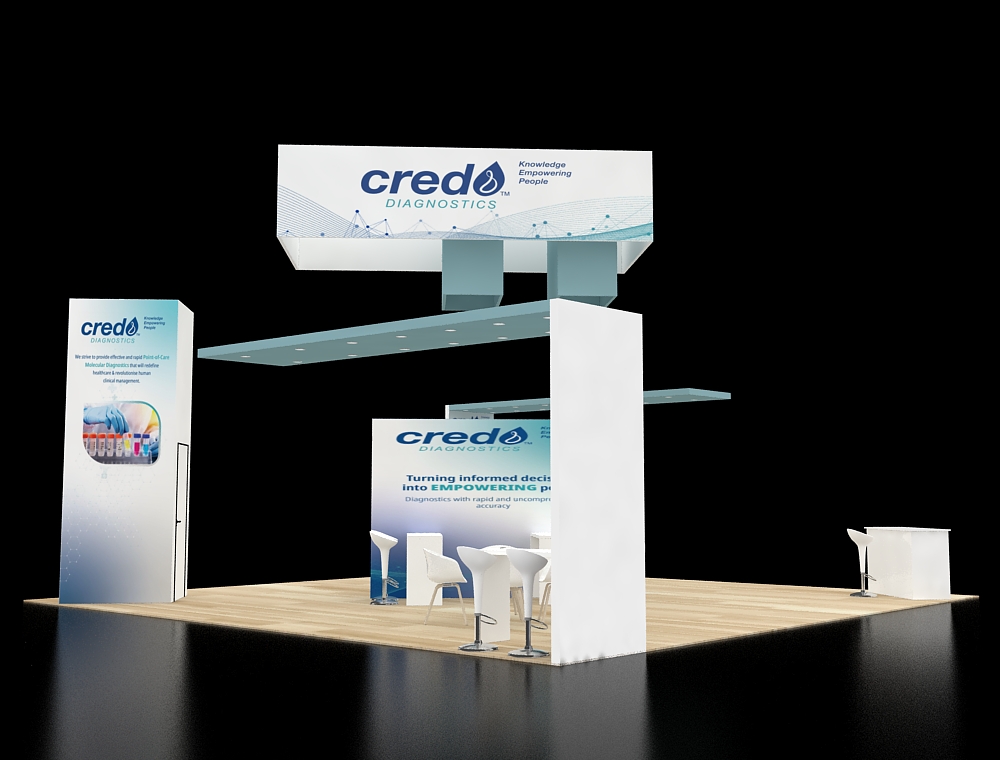 credo™
DIAGNOSTICS
Knowledge
Empowering
People
credo
DIAGNOSTICS
Knowledge
Empowering
People
We strive to provide effective and rapid Point-of-Care
Molecular Diagnostics that will redefine
healthcare & revolutionise human
clinical management.
credo™
DIAGNOSTICS
Turning informed decis
into EMPOWERING pe
Diagnostics with rapid and uncompro
accuracy